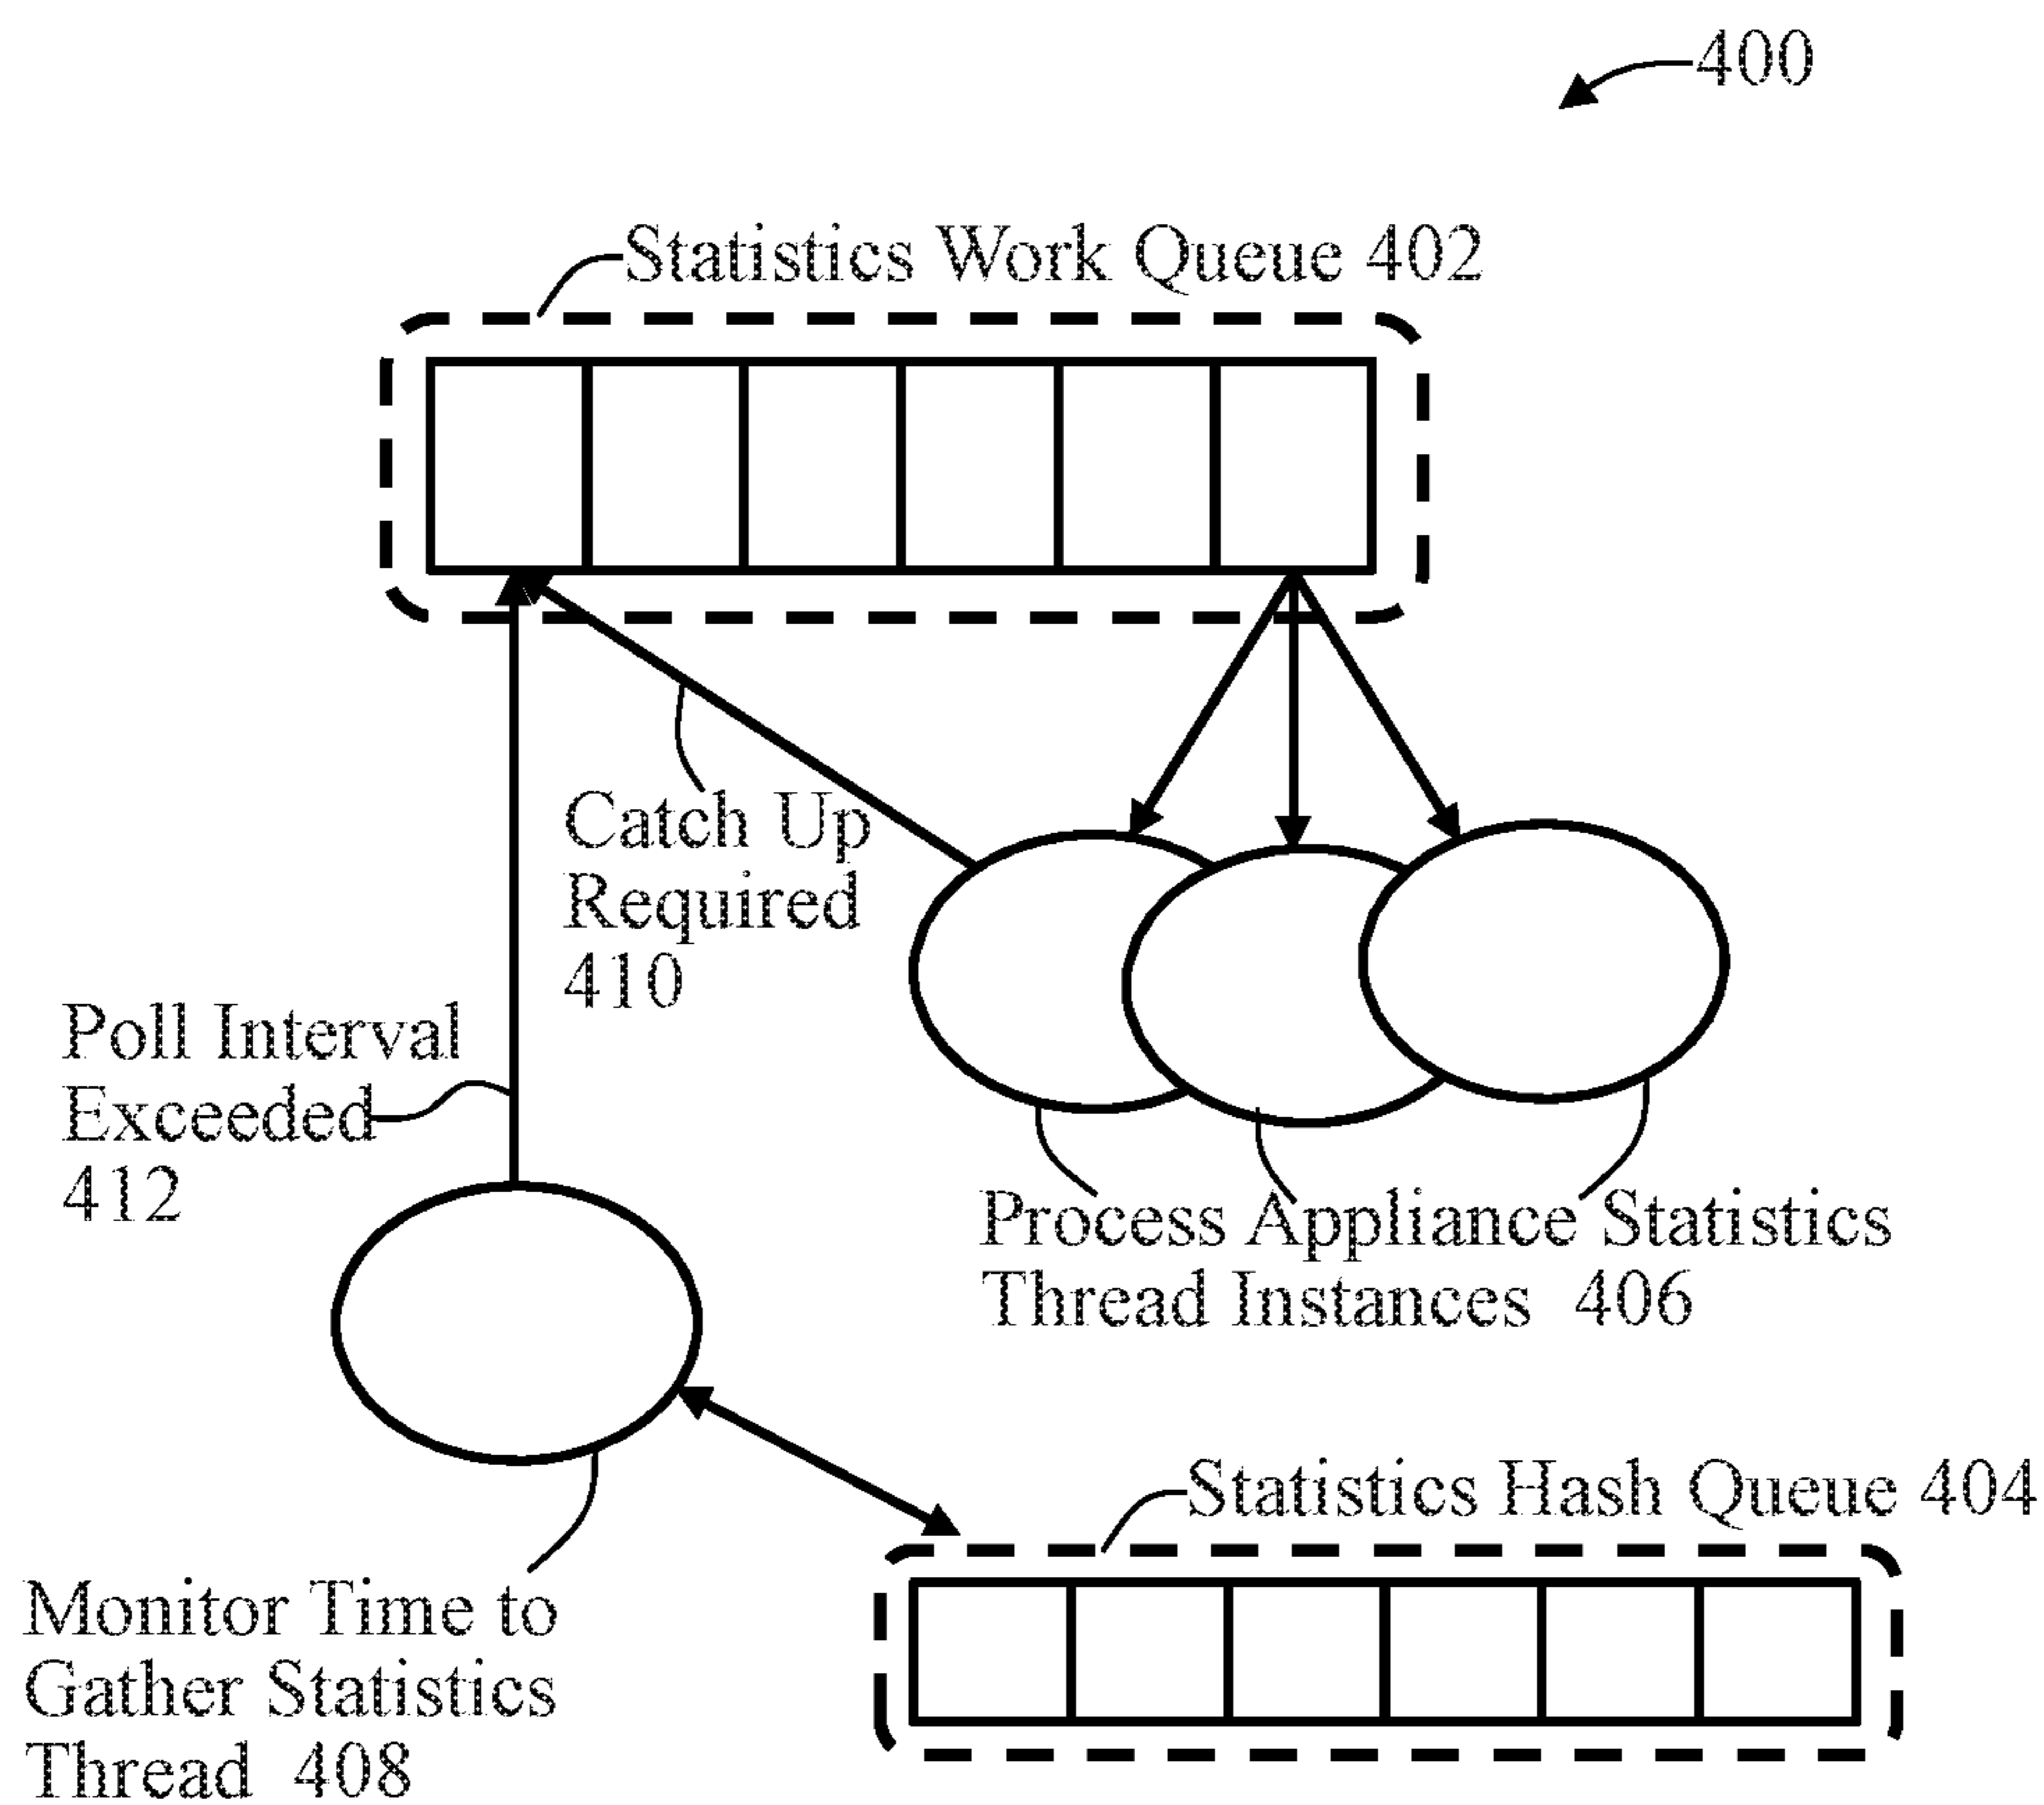 400
Statistics Work Queue 402
Catch Up
Required
410
Poll Interval
Exceeded
412
Process Appliance Statistics
Thread Instances 406
Statistics Hash Queue 404
Monitor Time to
Gather Statistics
Thread 408